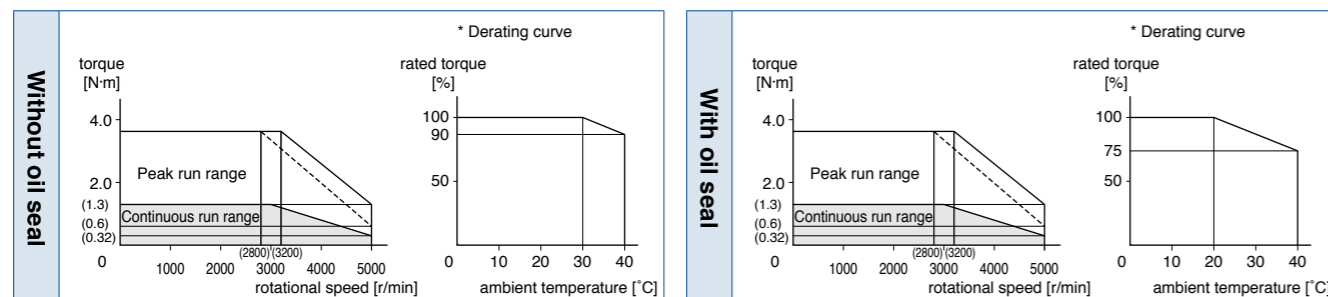 Without oil seal
* Derating curve
torque
[N·m]
rated torque
[%]
4.0
2.0
(1.3)
(0.6)
(0.32)
0
Peak run range
Continuous run range
(2800)
(3200)
1000
2000
3000
4000
5000
rotational speed [r/min]
100
90
50
0
10
20
30
40
ambient temperature [˚C]
With oil seal
* Derating curve
torque
[N·m]
rated torque
[%]
4.0
2.0
(1.3)
(0.6)
(0.32)
0
Peak run range
Continuous run range
(2800)
(3200)
1000
2000
3000
4000
5000
rotational speed [r/min]
100
75
50
0
10
20
30
40
ambient temperature [˚C]